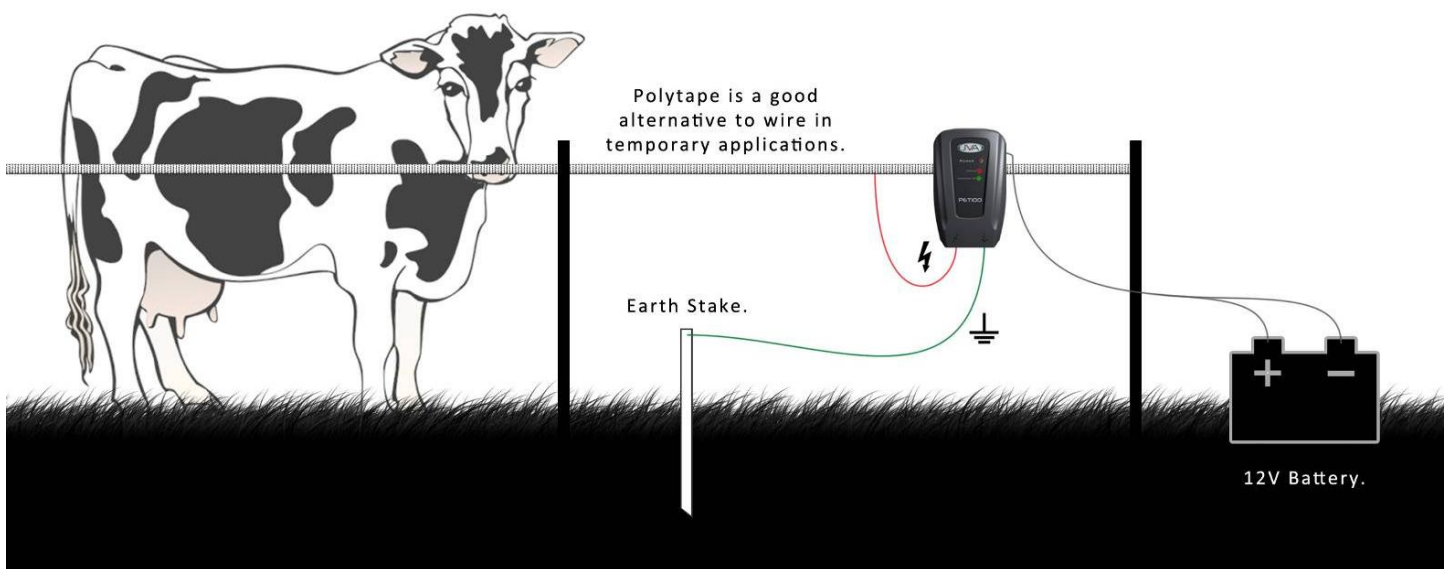 Polytape is a good
alternative to wire in
temporary applications.
JVA
Earth Stake.
+ −
12V Battery.